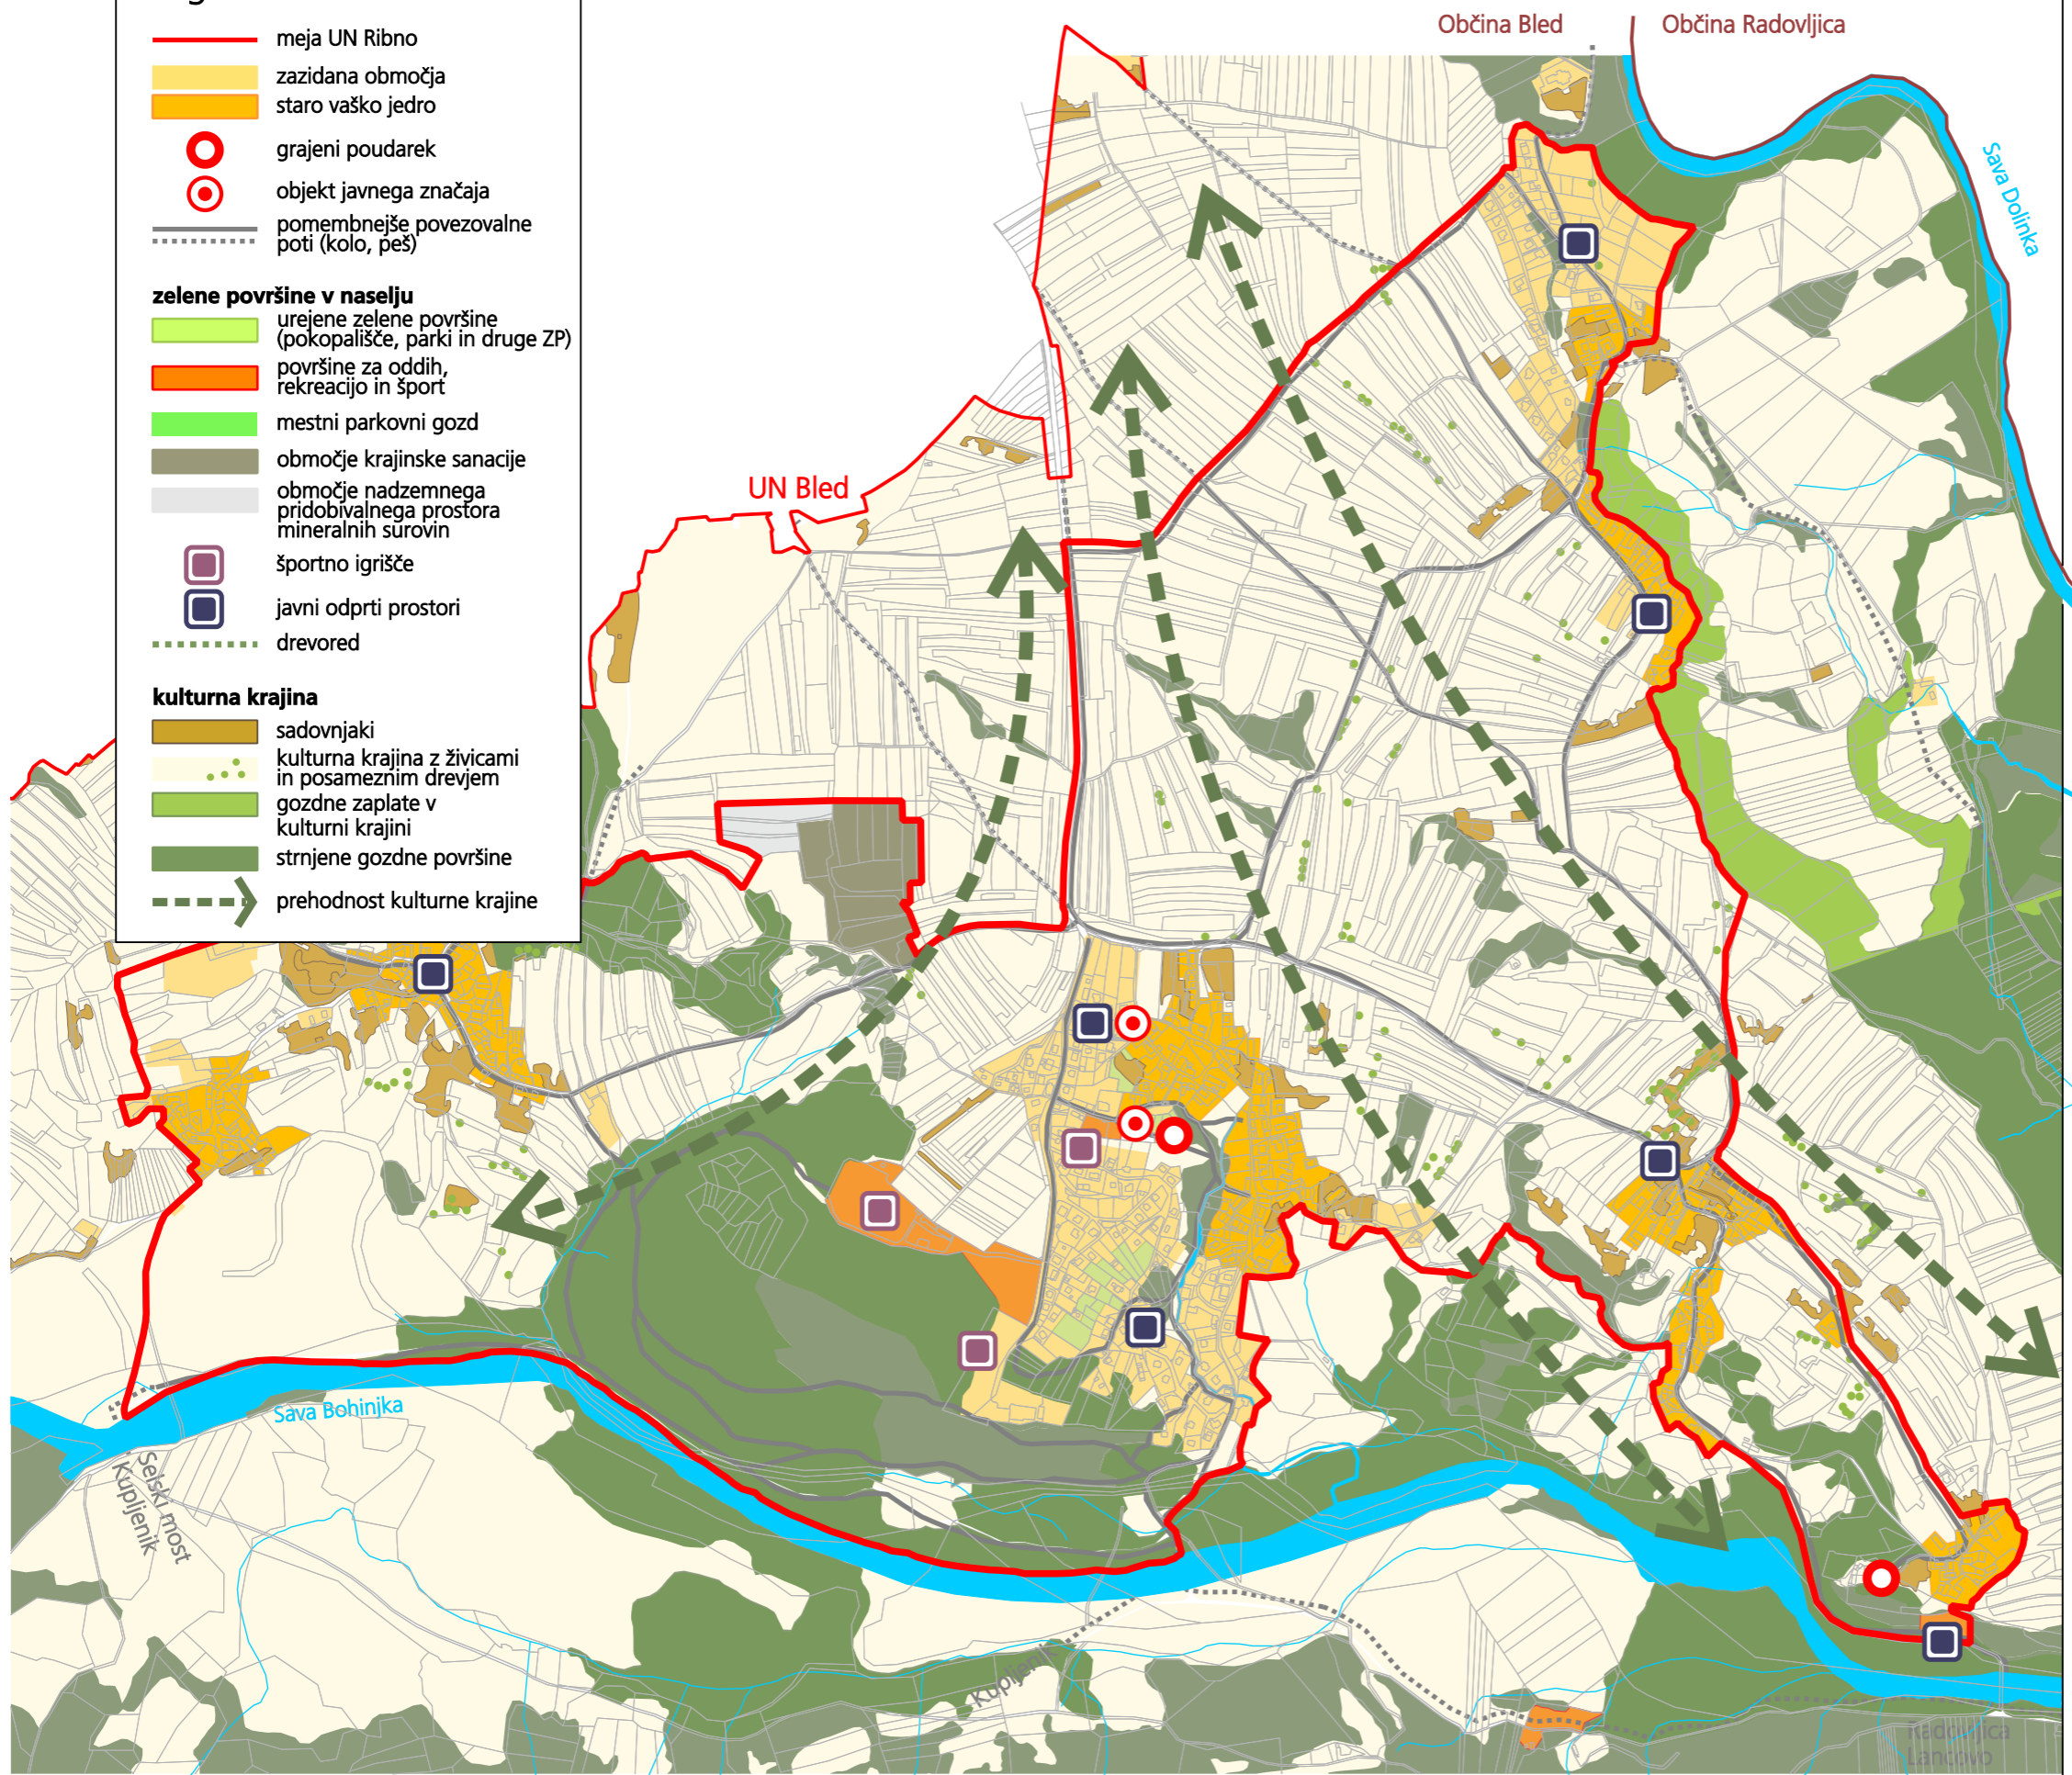 meja UN Ribno
zazidana območja
staro vaško jedro
grajeni poudarek
objekt javnega značaja
pomembnejše povezovalne
poti (kolo, peš)
zelene površine v naselju
urejene zelene površine
(pokopališče, parki in druge ZP)
površine za oddih,
rekreacijo in šport
mestni parkovni gozd
območje krajinske sanacije
območje nadzemnega
pridobivalnega prostora
mineralnih surovin
športno igrišče
javni odprti prostori
drevored
kulturna krajina
sadovnjaki
kulturna krajina z živicami
in posameznim drevjem
gozdne zaplate v
kulturni krajini
strnjene gozdne površine
prehodnost kulturne krajine
Občina Bled
Občina Radovljica
Sava Dolinka
UN Bled
Sava Bohinjka
Selski most
Kupljenik
Kupljenik
Radovljica
Lancovo